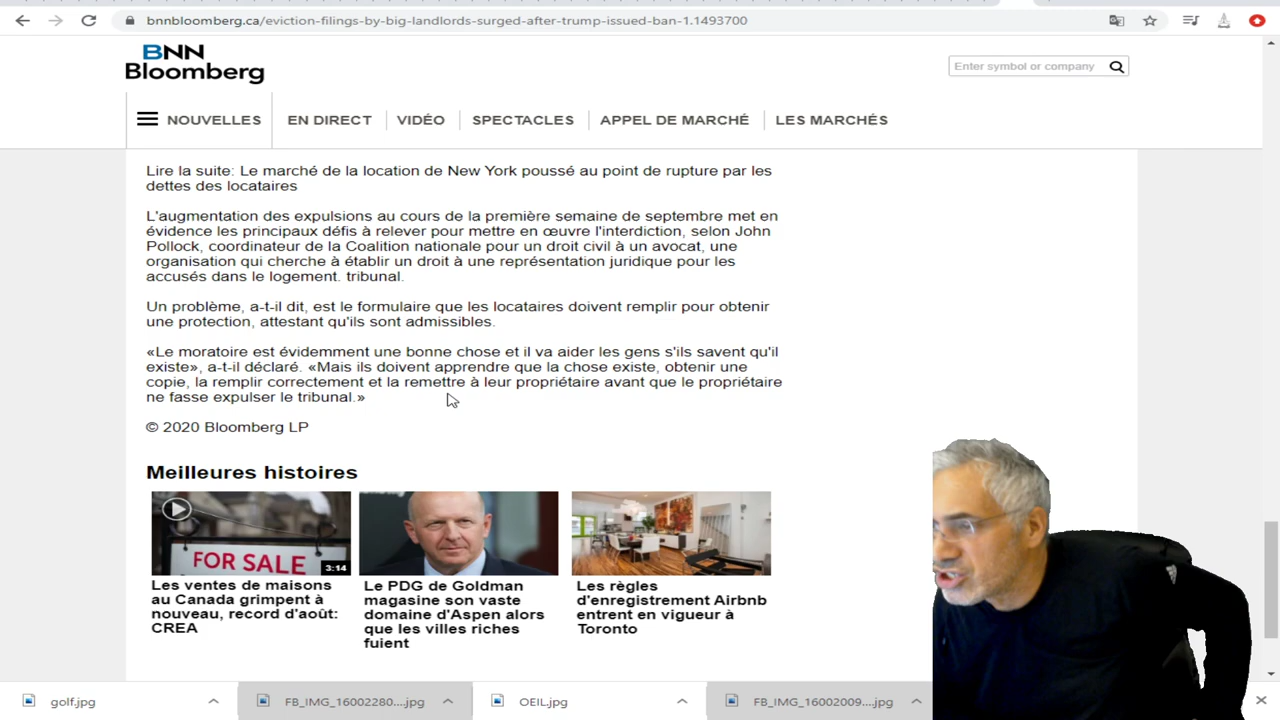 bnnbloomberg.ca/eviction-filings-by-big-landlords-surged-after-trump-issued-ban-1.1493700
BNN
Bloomberg
Enter symbol or company
NOUVELLES EN DIRECT VIDÉO SPECTACLES APPEL DE MARCHÉ LES MARCHÉS
Lire la suite: Le marché de la location de New York poussé au point de rupture par les
dettes des locataires
L'augmentation des expulsions au cours de la première semaine de septembre met en
évidence les principaux défis à relever pour mettre en œuvre l'interdiction, selon John
Pollock, coordinateur de la Coalition nationale pour un droit civil à un avocat, une
organisation qui cherche à établir un droit à une représentation juridique pour les
accusés dans le logement. tribunal.
Un problème, a-t-il dit, est le formulaire que les locataires doivent remplir pour obtenir
une protection, attestant qu'ils sont admissibles.
«Le moratoire est évidemment une bonne chose et il va aider les gens s'ils savent qu'il
existe», a-t-il déclaré. «Mais ils doivent apprendre que la chose existe, obtenir une
copie, la remplir correctement et la remettre à leur propriétaire avant que le propriétaire
ne fasse expulser le tribunal.»
© 2020 Bloomberg LP
Meilleures histoires
FOR SALE
3:14
Les ventes de maisons
au Canada grimpent à
nouveau, record d'août:
CREA
Le PDG de Goldman
magasine son vaste
domaine d'Aspen alors
que les villes riches
fuient
Les règles
d'enregistrement Airbnb
entrent en vigueur à
Toronto
golf.jpg FB_IMG_16002280....jpg OEIL.jpg FB_IMG_16002009....jpg